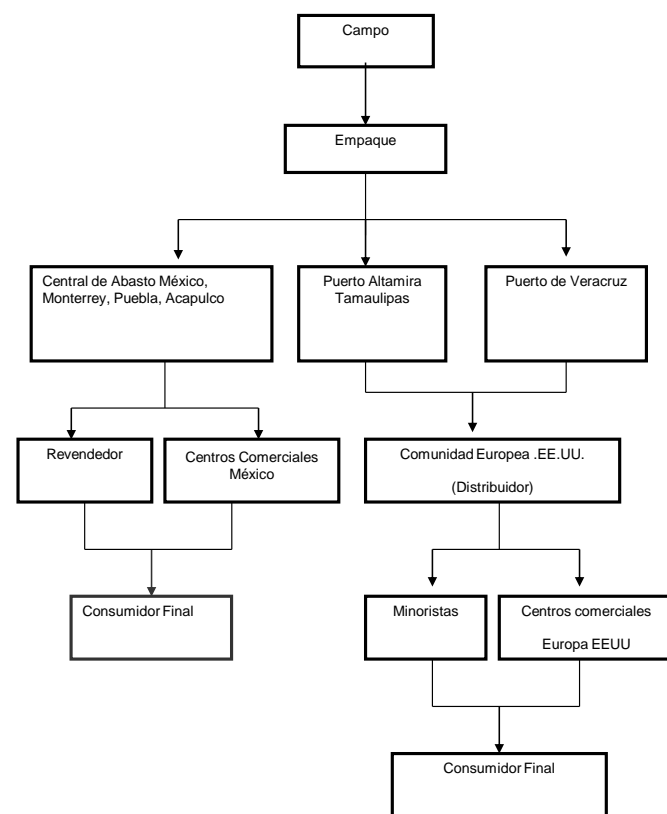 Campo
Empaque
Central de Abasto México,
Monterrey, Puebla, Acapulco
Puerto Altamira
Tamaulipas
Puerto de Veracruz
Revendedor
Centros Comerciales
México
Comunidad Europea .EE.UU.
(Distribuidor)
Consumidor Final
Minoristas
Centros comerciales
Europa EEUU
Consumidor Final